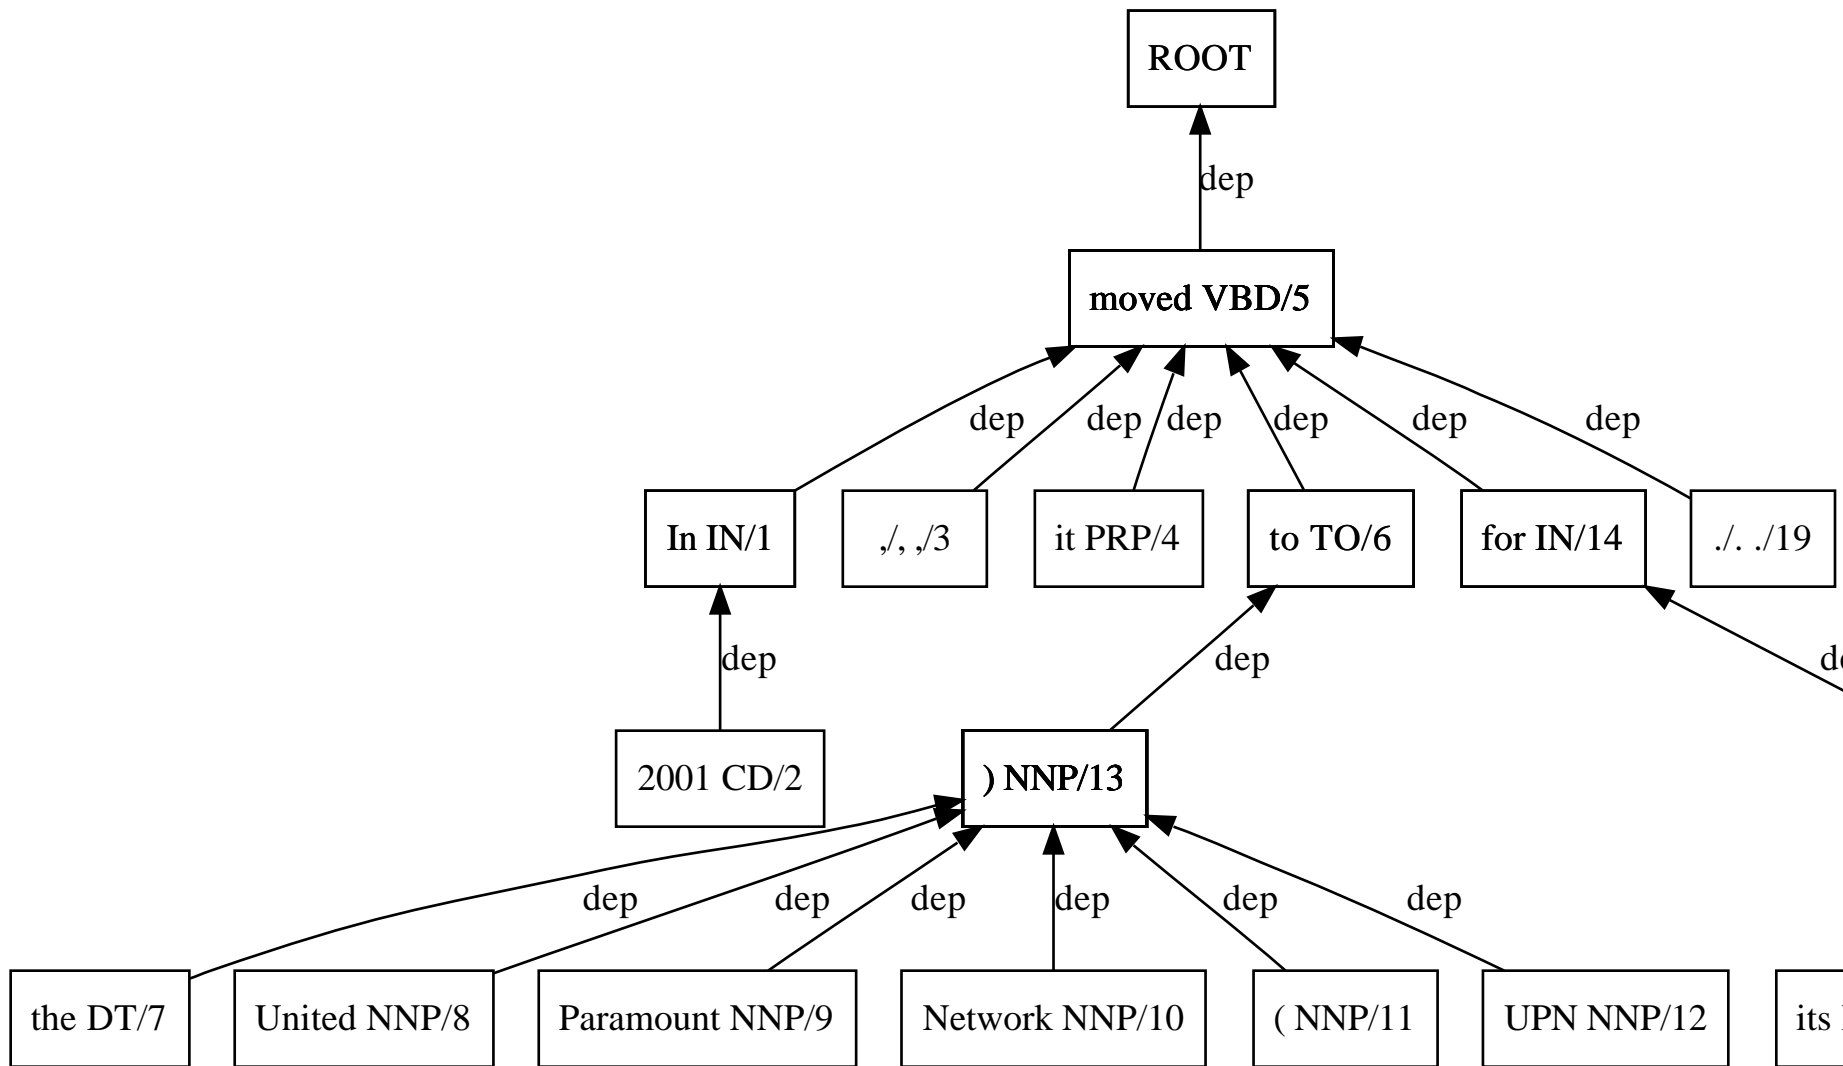 ROOT
dep
moved VBD/5
dep dep dep dep dep dep
In IN/1 ,/, ,/3 it PRP/4 to TO/6 for IN/14 ./. ./19
dep dep
2001 CD/2 ) NNP/13
dep dep dep dep dep dep
the DT/7 United NNP/8 Paramount NNP/9 Network NNP/10 ( NNP/11 UPN NNP/12 its